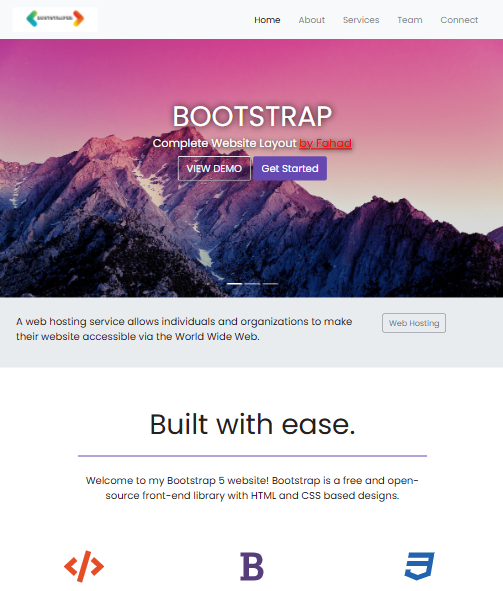 Home About Services Team Connect
BOOTSTRAP
Complete Website Layout by Fahad
VIEW DEMO Get Started
A web hosting service allows individuals and organizations to make
their website accessible via the World Wide Web.
Web Hosting
Built with ease.
Welcome to my Bootstrap 5 website! Bootstrap is a free and open-
source front-end library with HTML and CSS based designs.